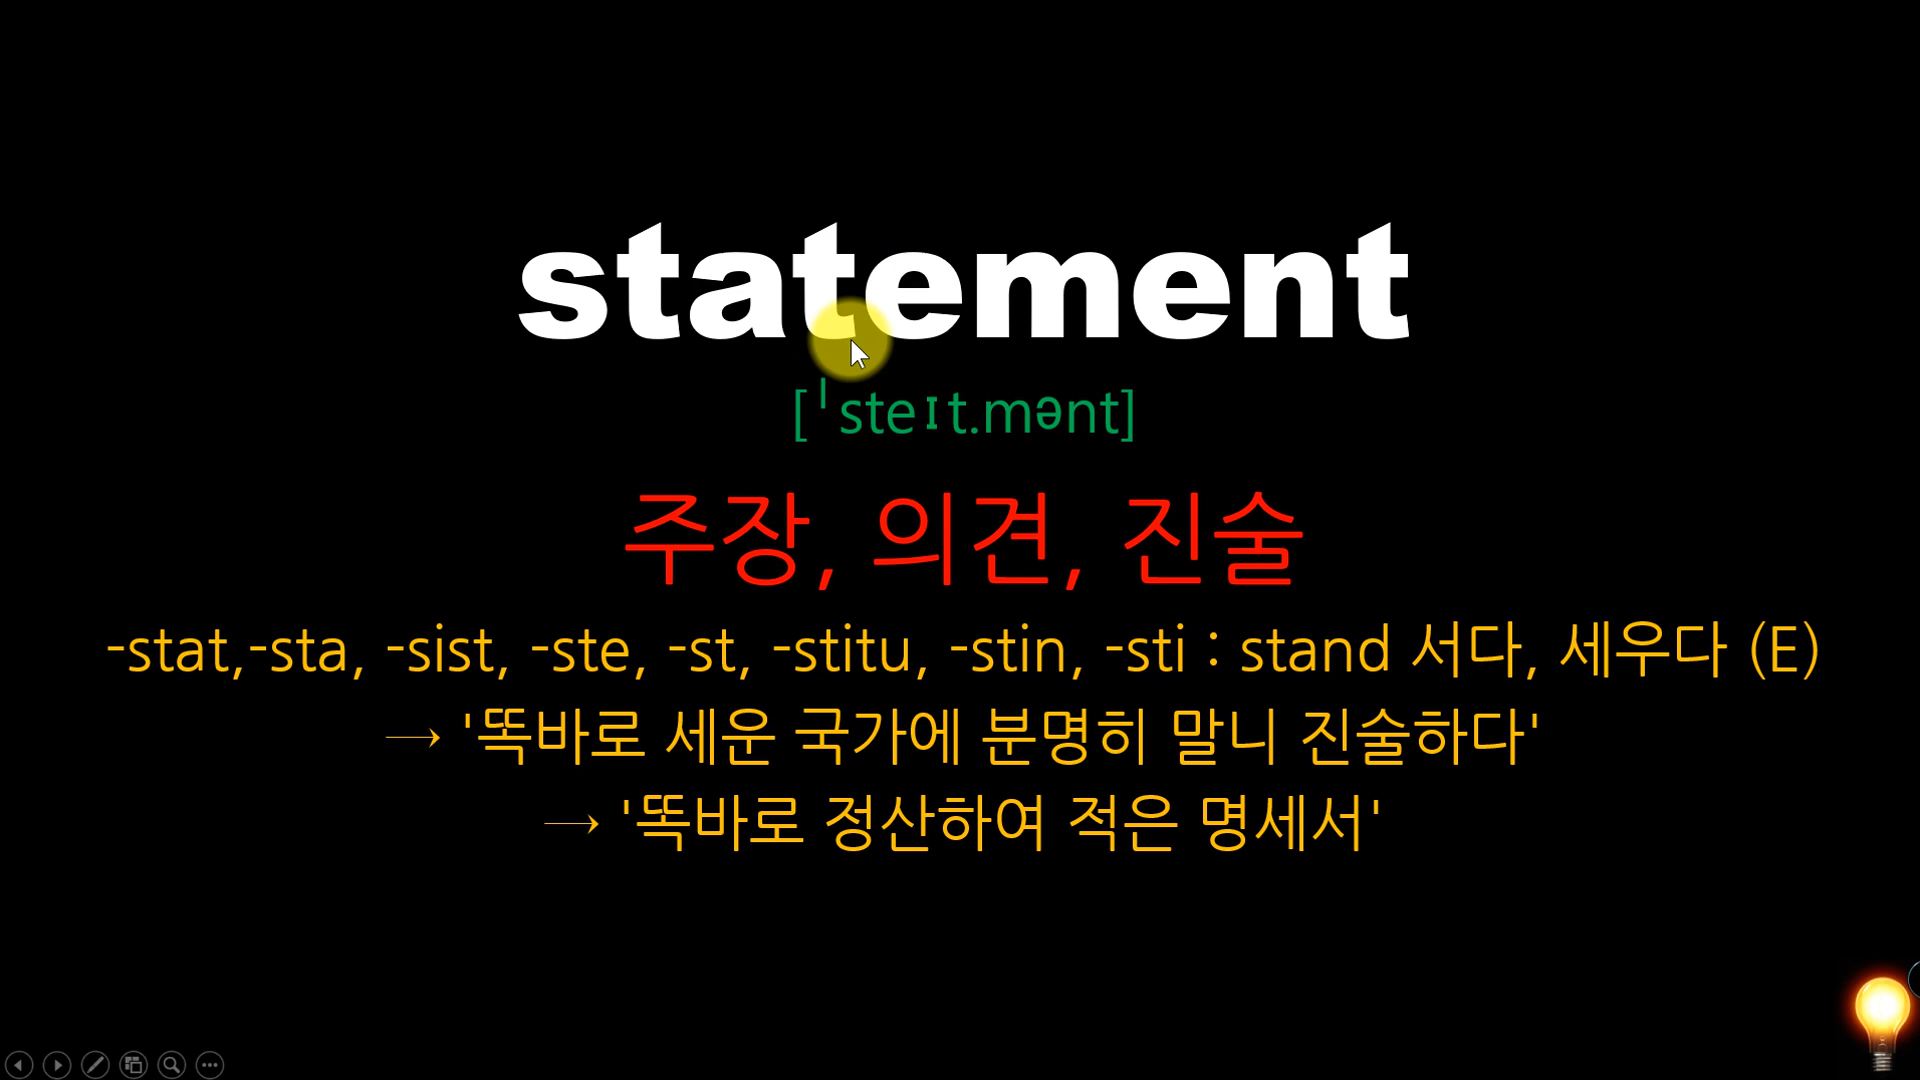 statement
[ˈsteɪt.mənt]
주장, 의견, 진술
-stat,-sta, -sist, -ste, -st, -stitu, -stin, -sti : stand 서다, 세우다 (E)
→ '똑바로 세운 국가에 분명히 말니 진술하다'
→ '똑바로 정산하여 적은 명세서'